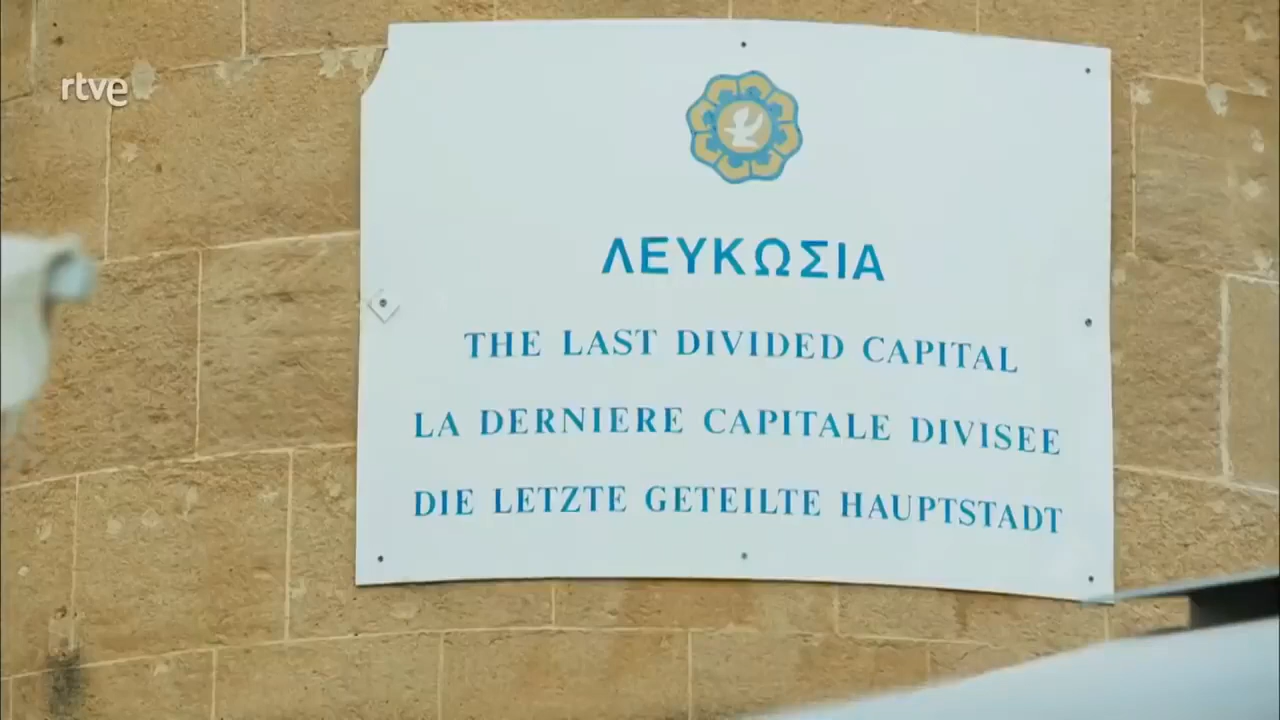 rtve
ΛΕΥΚΩΣΙΑ
THE LAST DIVIDED CAPITAL
LA DERNIERE CAPITALE DIVISEE
DIE LETZTE GETEILTE HAUPTSTADT